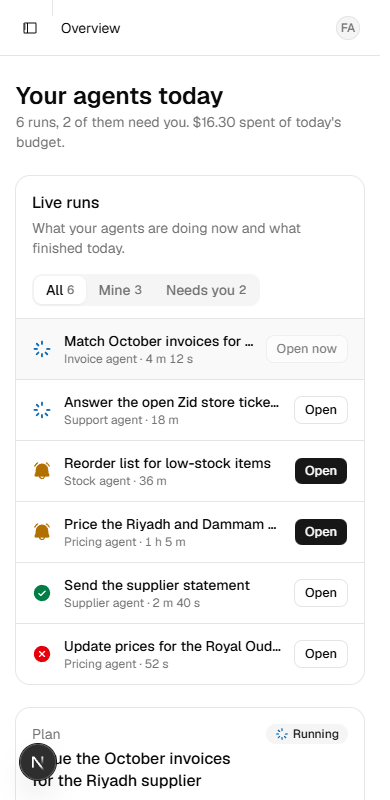 Overview
FA
Your agents today
6 runs, 2 of them need you. $16.30 spent of today's
budget.
Live runs
What your agents are doing now and what
finished today.
All 6 Mine 3 Needs you 2
Match October invoices for ...
Invoice agent · 4 m 12 s
Open now
Answer the open Zid store ticke...
Support agent · 18 m
Open
Reorder list for low-stock items
Stock agent · 36 m
Open
Price the Riyadh and Dammam ...
Pricing agent · 1 h 5 m
Open
Send the supplier statement
Supplier agent · 2 m 40 s
Open
Update prices for the Royal Oud...
Pricing agent · 52 s
Open
Plan
Running
the October invoices
for the Riyadh supplier
N